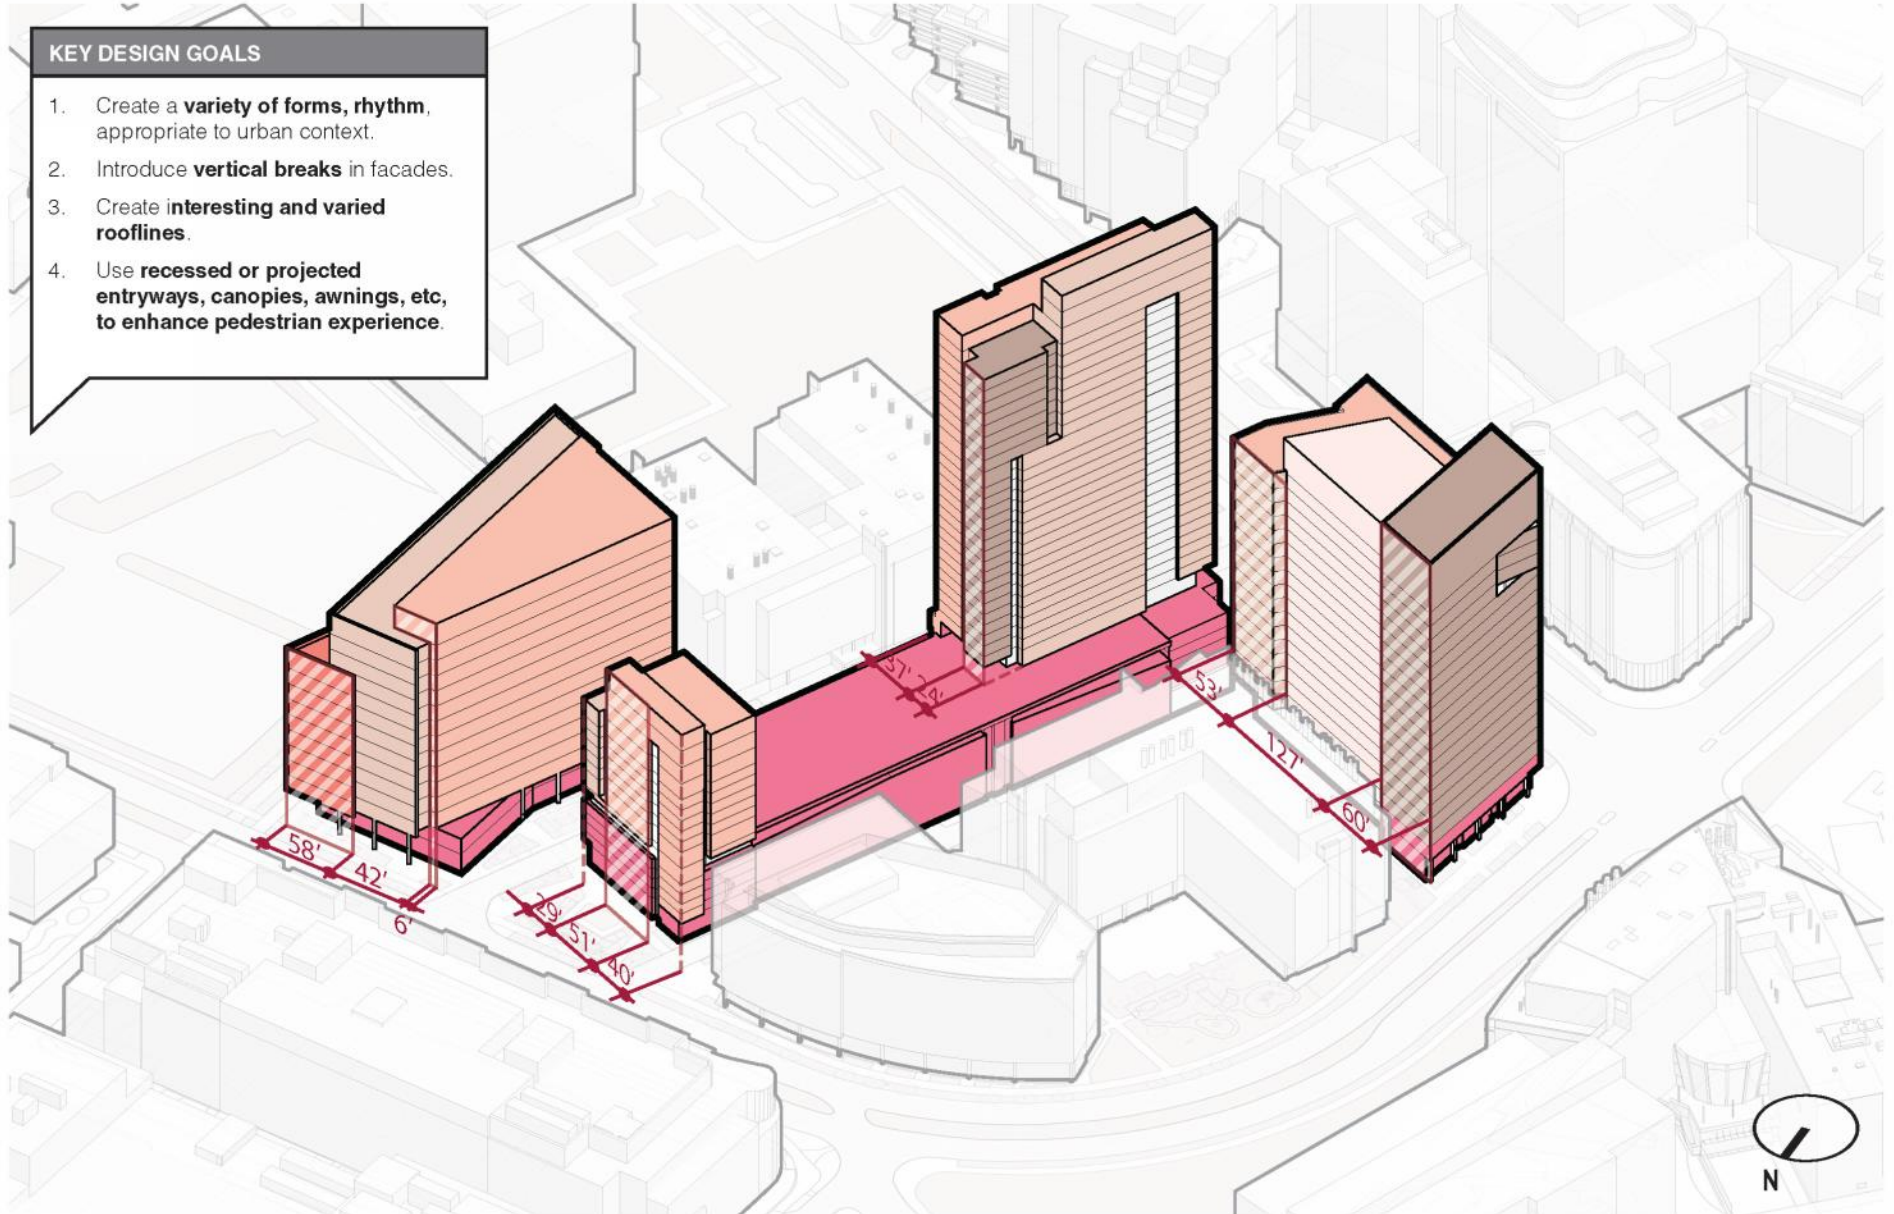 KEY DESIGN GOALS
1. Create a variety of forms, rhythm,
appropriate to urban context.
2. Introduce vertical breaks in facades.
3. Create interesting and varied
rooflines.
4. Use recessed or projected
entryways, canopies, awnings, etc,
to enhance pedestrian experience.
37'
24'
53'
127'
60'
58'
42'
6'
29'
51'
40'
N